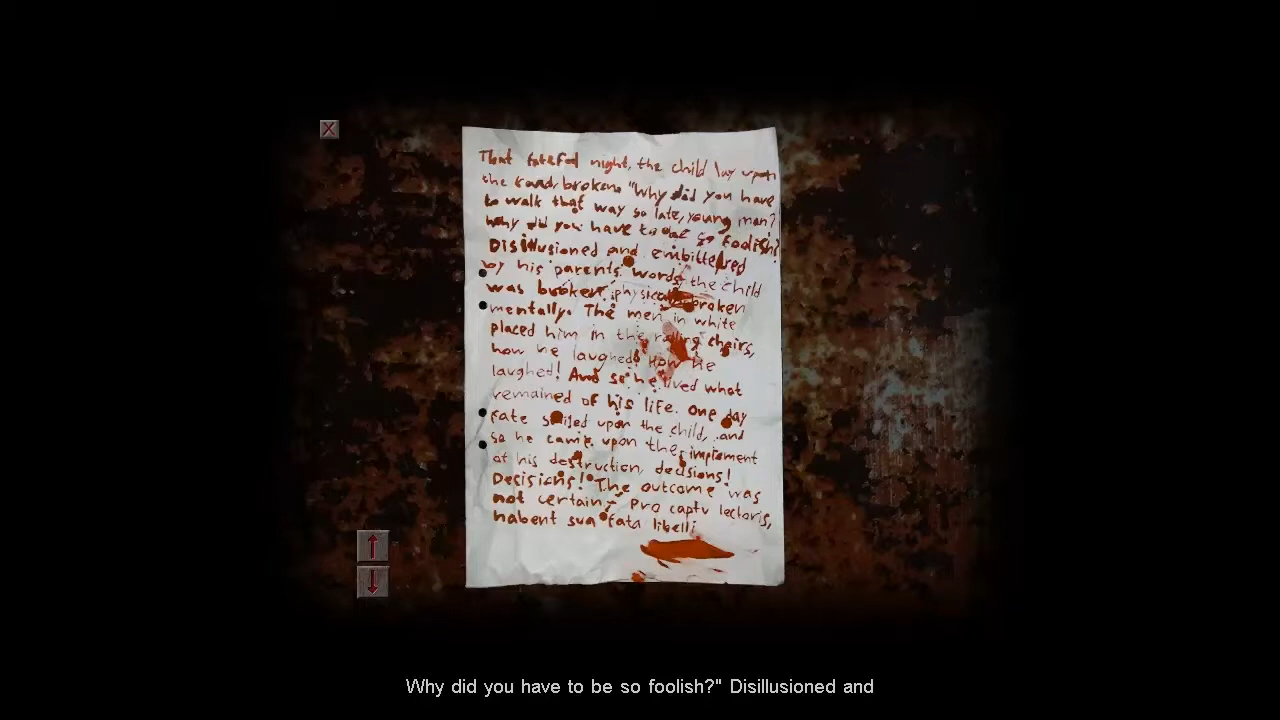 X
That fateful night, the child lay upon
the road, broken. "Why did you have
to walk that way so late, young man?
Why did you have to be so foolish?
Disillusioned and embittered
by his parents words the child
was broken, physically broken
mentally. The men in white
placed him in the rolling chairs,
how he laughed! How he
laughed! And so he lived what
remained of his life. One day
fate smiled upon the child, and
so he came upon the implement
of his destruction, decisions!
Decisions! The outcome was
not certain- Pro captu lectoris,
habent sua fata libelli
Why did you have to be so foolish?" Disillusioned and